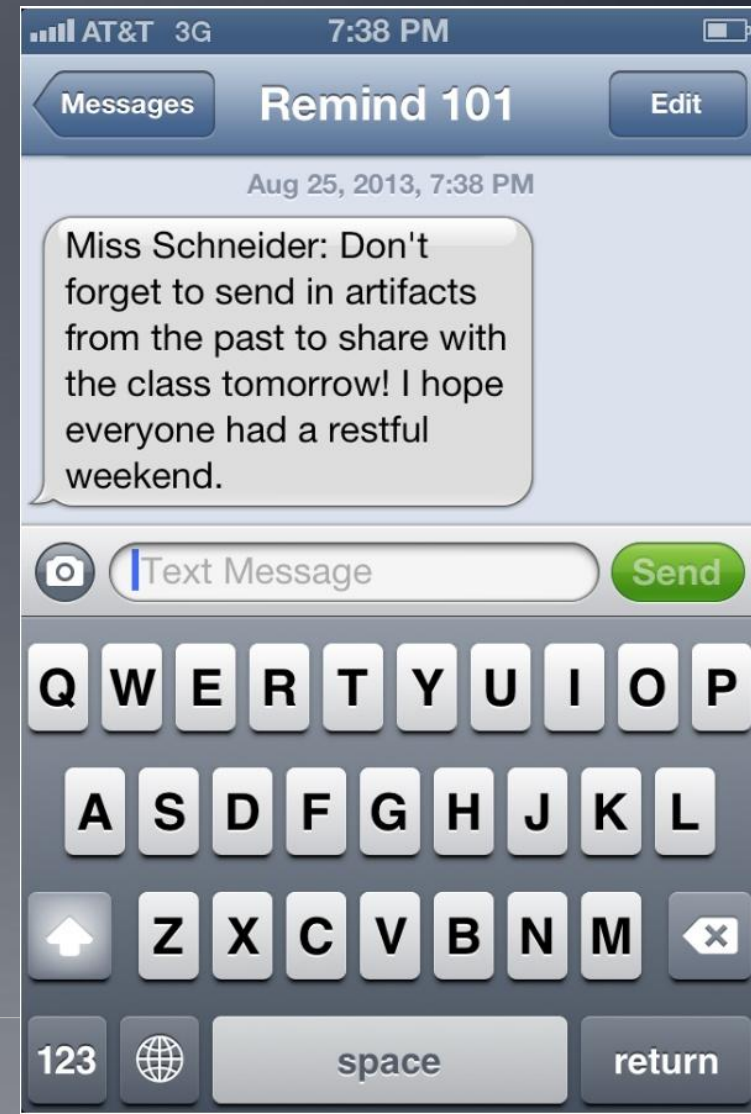 AT&T 3G 7:38 PM
Messages Remind 101 Edit
Aug 25, 2013, 7:38 PM
Miss Schneider: Don't
forget to send in artifacts
from the past to share with
the class tomorrow! I hope
everyone had a restful
weekend.
Text Message Send
Q W E R T Y U I O P
A S D F G H J K L
Z X C V B N M
123 space return